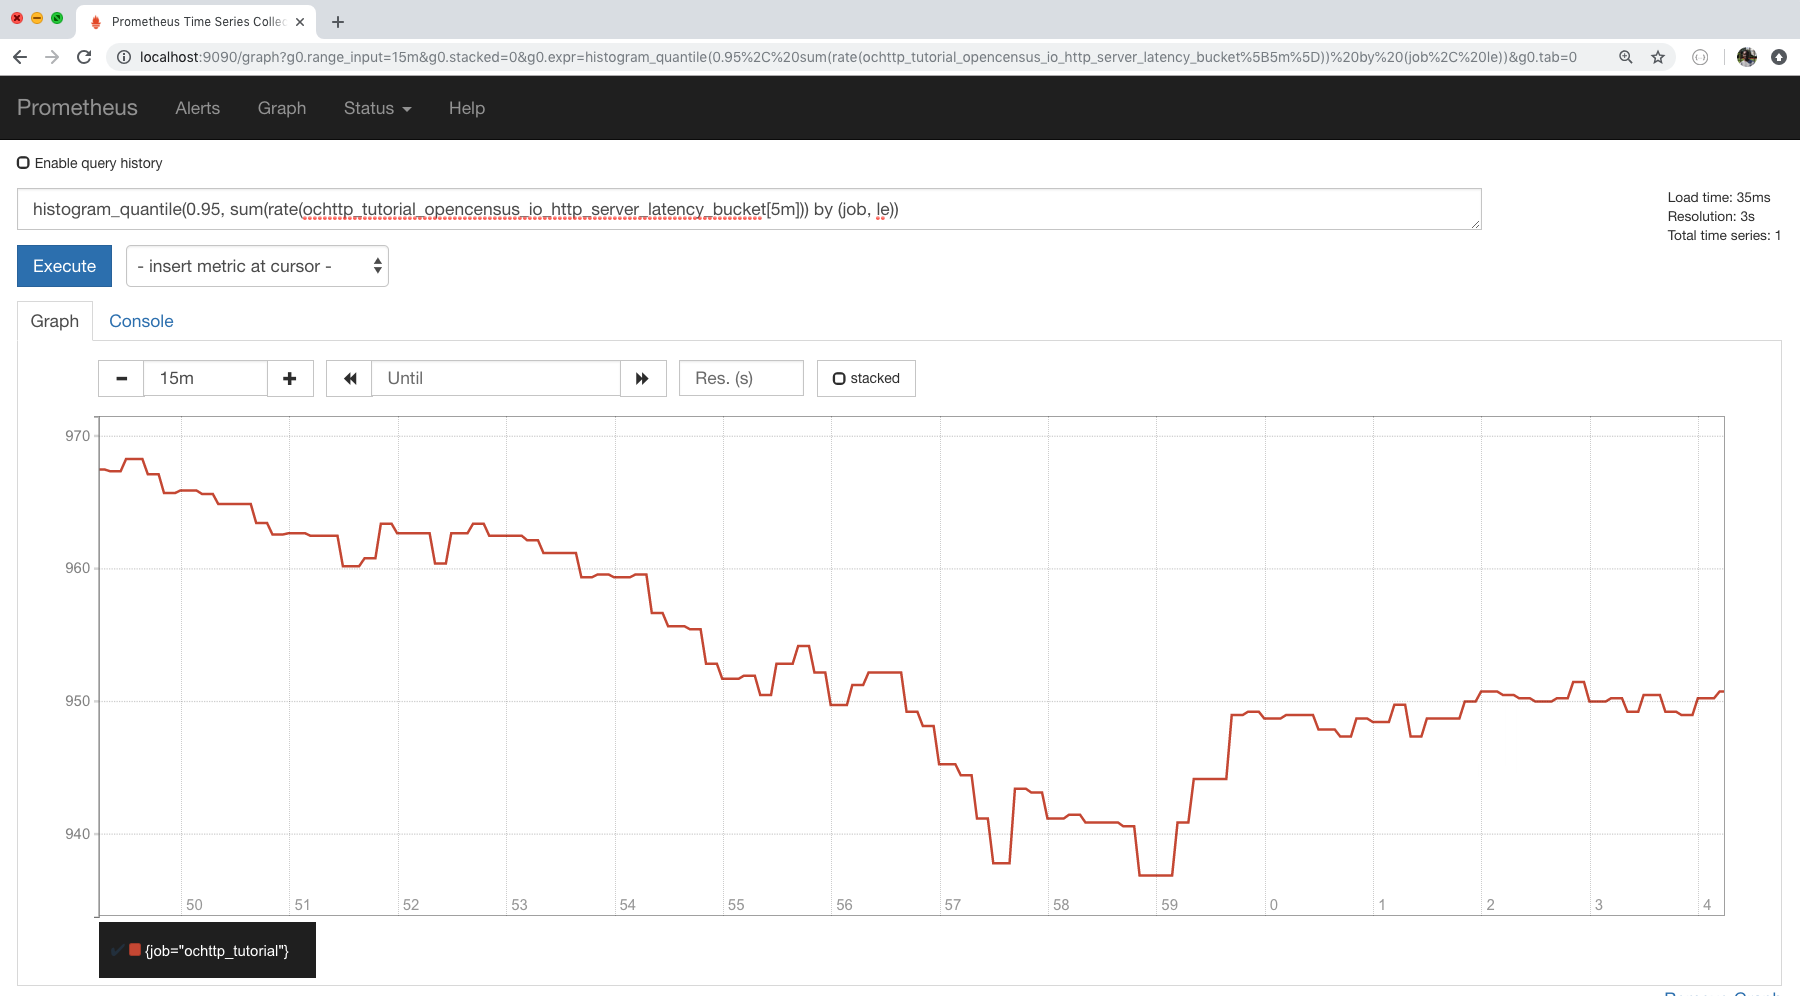 Prometheus Time Series Collec
localhost:9090/graph?g0.range_input=15m&g0.stacked=0&g0.expr=histogram_quantile(0.95%2C%20sum(rate(ochttp_tutorial_opencensus_io_http_server_latency_bucket%5B5m%5D))%20by%20(job%2C%20le))&g0.tab=0
Prometheus Alerts Graph Status Help
Enable query history
histogram_quantile(0.95, sum(rate(ochttp_tutorial_opencensus_io_http_server_latency_bucket[5m])) by (job, le))
Load time: 35ms
Resolution: 3s
Total time series: 1
Execute - insert metric at cursor -
Graph Console
15m Until Res. (s) stacked
970
960
950
940
50 51 52 53 54 55 56 57 58 59 0 1 2 3 4
{job="ochttp_tutorial"}